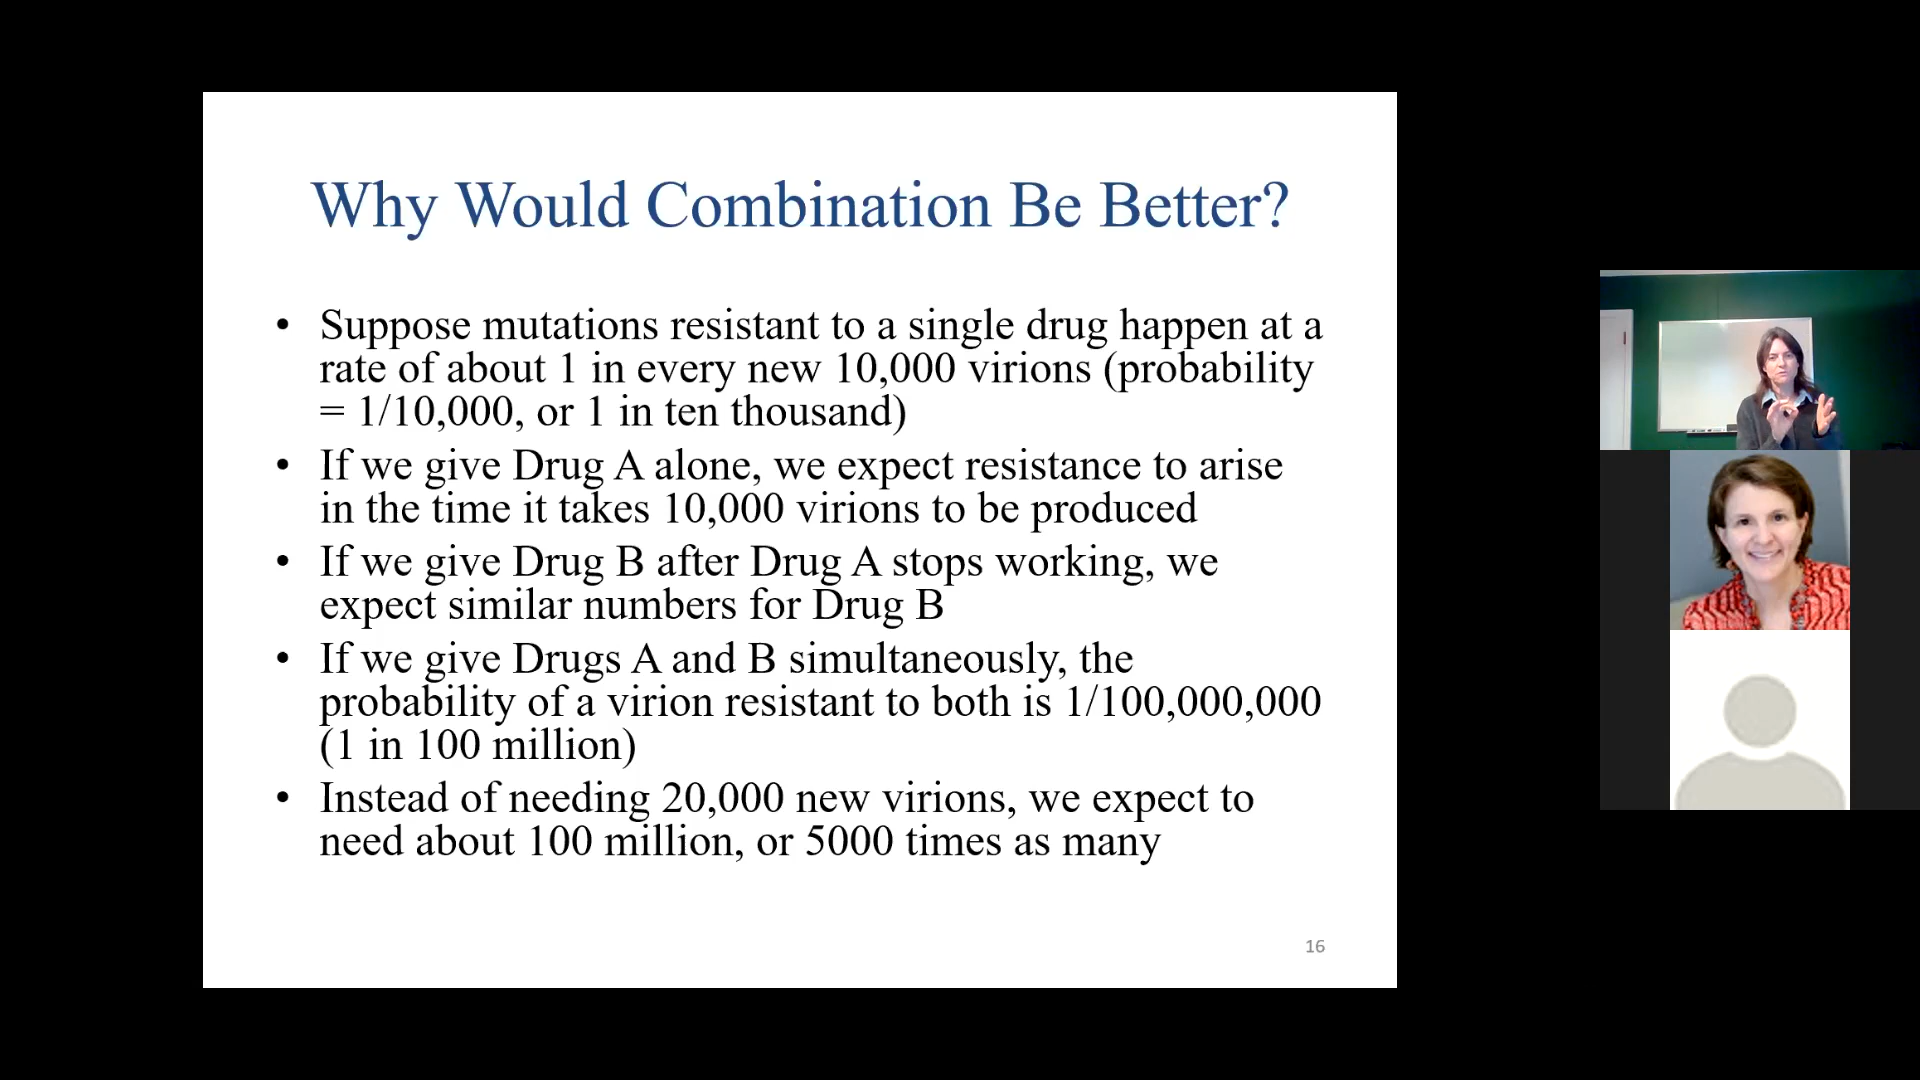 Why Would Combination Be Better?
• Suppose mutations resistant to a single drug happen at a
rate of about 1 in every new 10,000 virions (probability
= 1/10,000, or 1 in ten thousand)
• If we give Drug A alone, we expect resistance to arise
in the time it takes 10,000 virions to be produced
• If we give Drug B after Drug A stops working, we
expect similar numbers for Drug B
• If we give Drugs A and B simultaneously, the
probability of a virion resistant to both is 1/100,000,000
(1 in 100 million)
• Instead of needing 20,000 new virions, we expect to
need about 100 million, or 5000 times as many
16